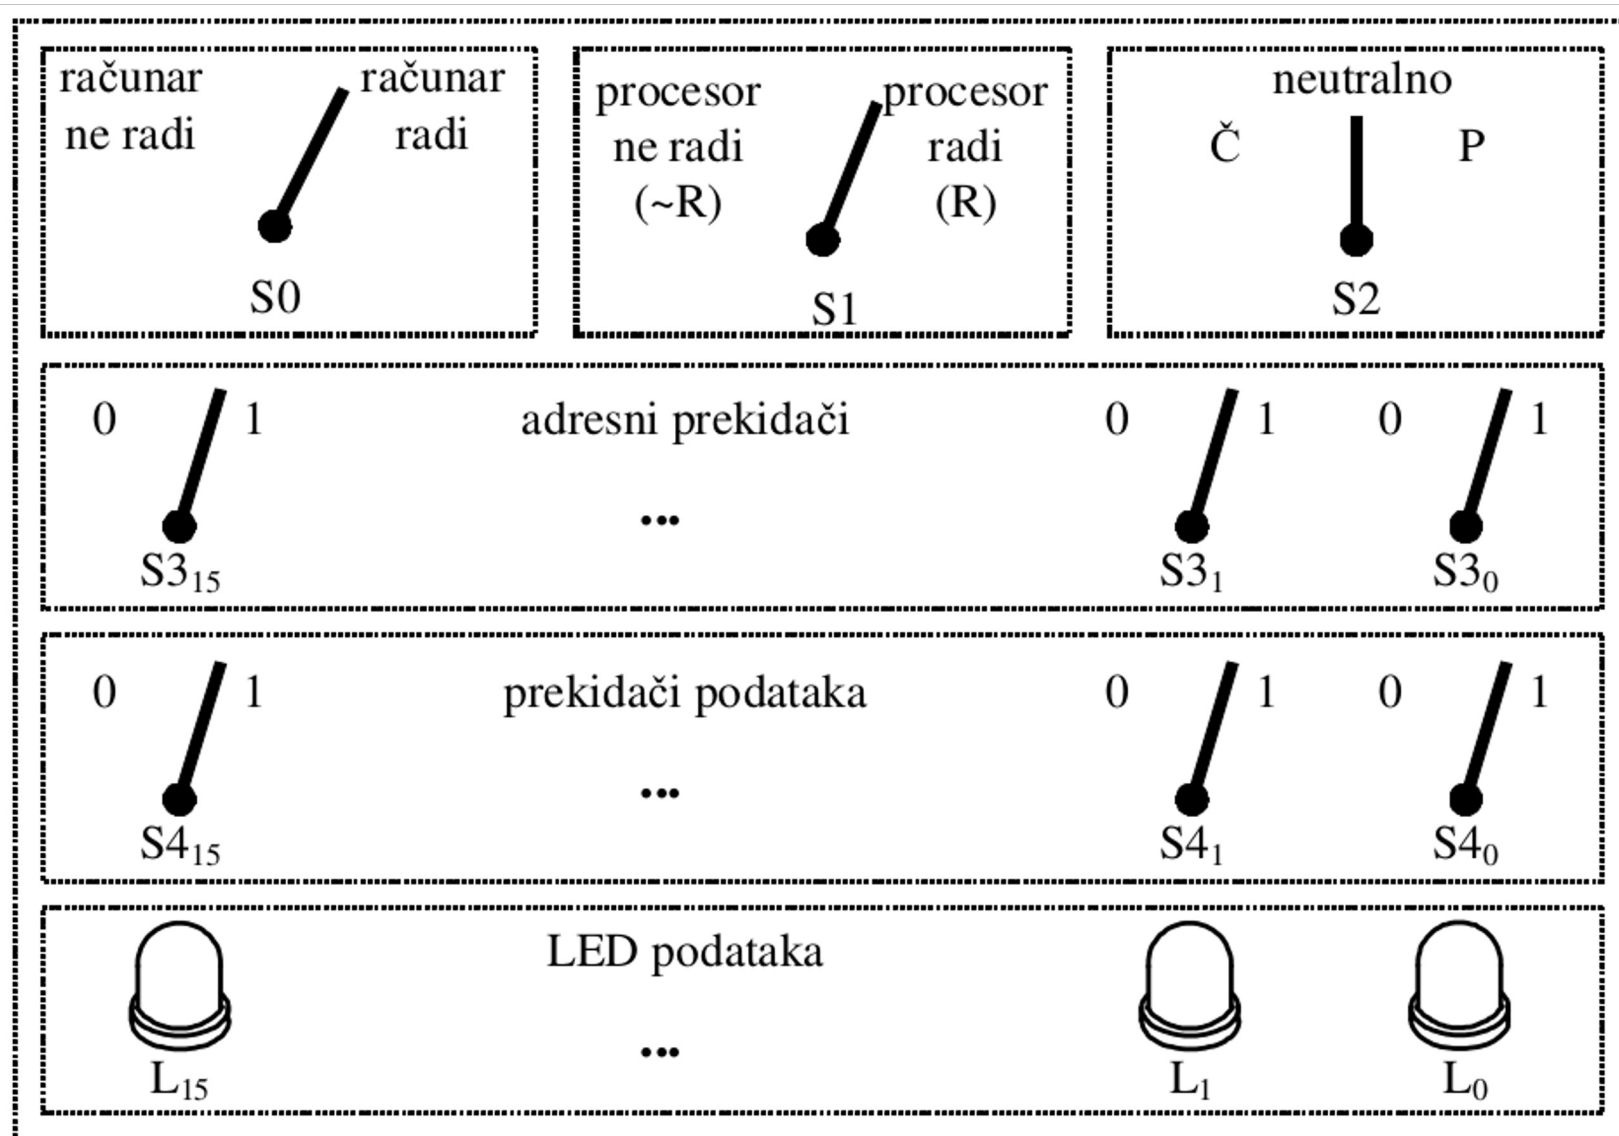 računar
ne radi
računar
radi
S0
procesor
ne radi
(~R)
procesor
radi
(R)
S1
neutralno
Č P
S2
0 1 adresni prekidači 0 1 0 1
...
S3₁₅ S3₁ S3₀
0 1 prekidači podataka 0 1 0 1
...
S4₁₅ S4₁ S4₀
LED podataka
...
L₁₅ L₁ L₀